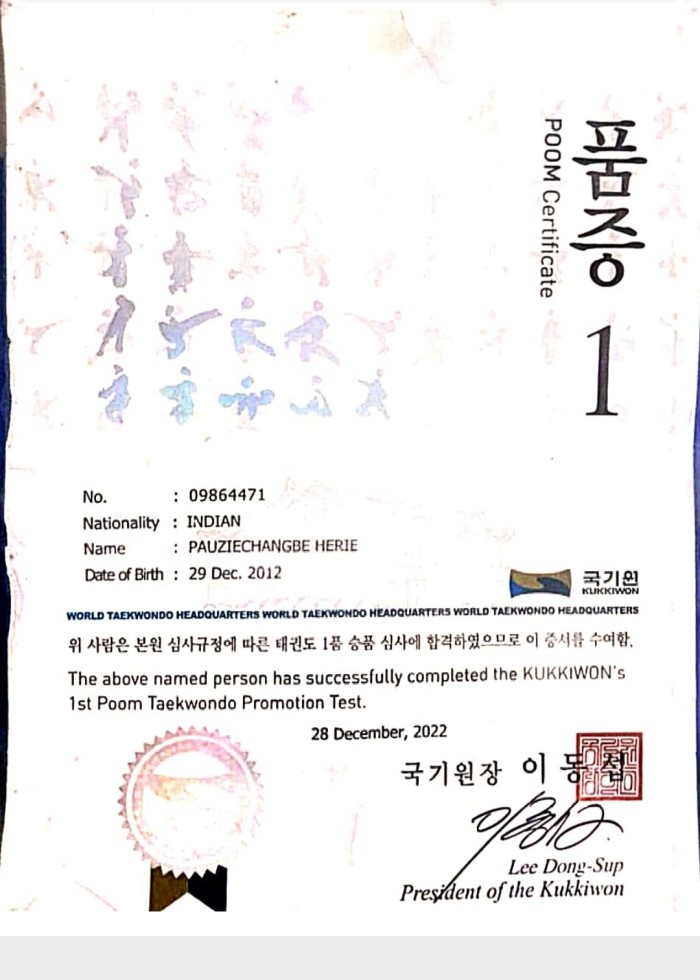 품증
POOM Certificate
1
No. : 09864471
Nationality : INDIAN
Name : PAUZIECHANGBE HERIE
Date of Birth : 29 Dec. 2012
국기원
KUKKIWON
WORLD TAEKWONDO HEADQUARTERS WORLD TAEKWONDO HEADQUARTERS WORLD TAEKWONDO HEADQUARTERS
위 사람은 본원 심사규정에 따른 태권도 1품 승품 심사에 합격하였으므로 이 증서를 수여함.
The above named person has successfully completed the KUKKIWON's
1st Poom Taekwondo Promotion Test.
28 December, 2022
국기원장 이동섭
Lee Dong-Sup
President of the Kukkiwon